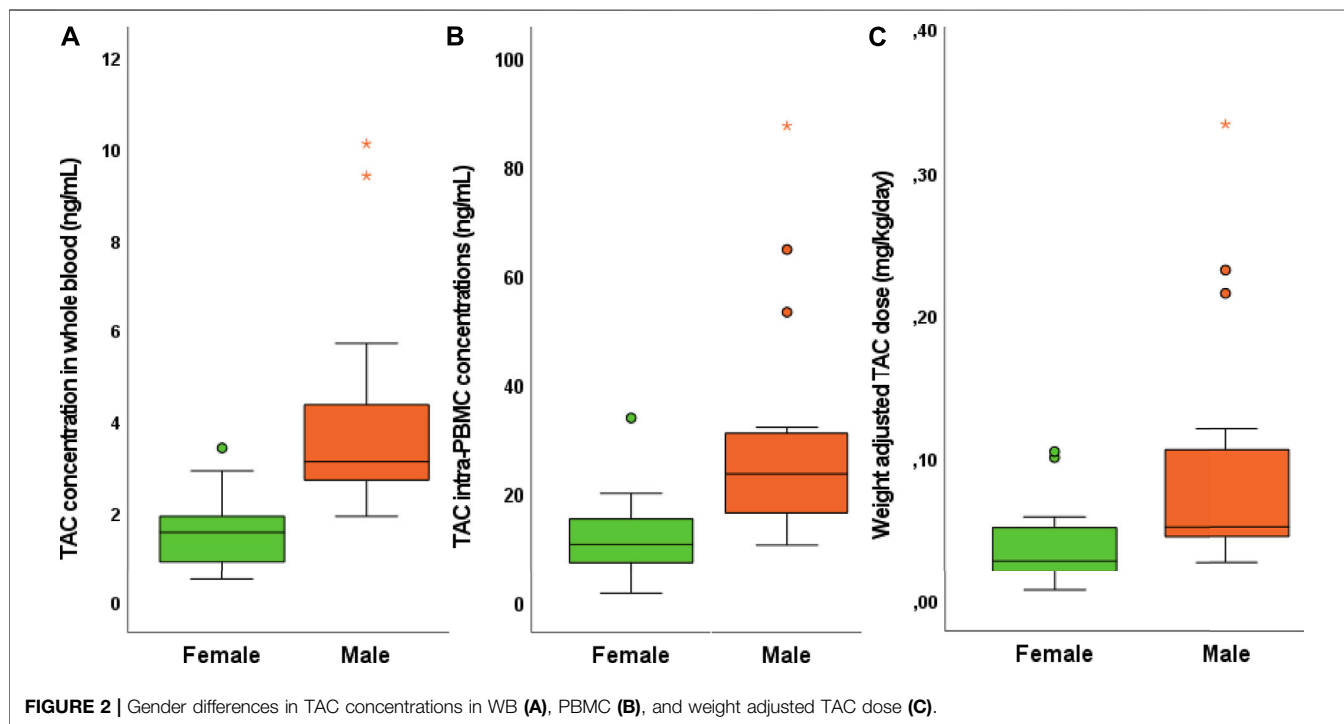 A
TAC concentration in whole blood (ng/mL)
12
10
8
6
4
2
0
Female Male
B
TAC intra-PBMC concentrations (ng/mL)
100
80
60
40
20
0
Female Male
C
Weight adjusted TAC dose (mg/kg/day)
,40
,30
,20
,10
,00
Female Male
FIGURE 2 | Gender differences in TAC concentrations in WB (A), PBMC (B), and weight adjusted TAC dose (C).